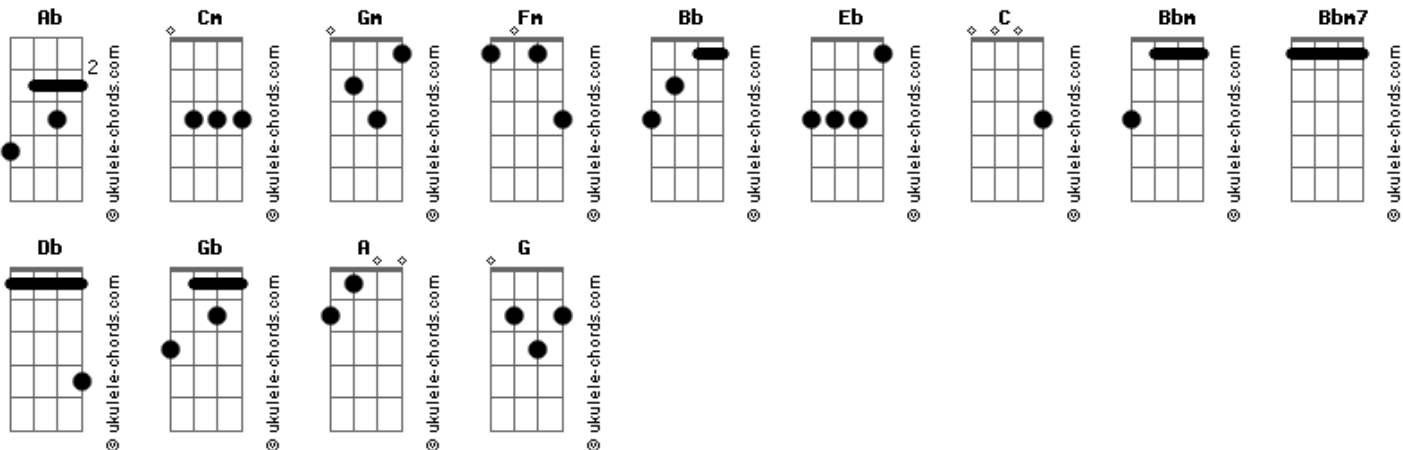 Ab Cm Gm Fm Bb Eb C Bbm Bbm7
2
© ukulele-chords.com © ukulele-chords.com © ukulele-chords.com © ukulele-chords.com © ukulele-chords.com © ukulele-chords.com © ukulele-chords.com © ukulele-chords.com © ukulele-chords.com
Db Gb A G
© ukulele-chords.com © ukulele-chords.com © ukulele-chords.com © ukulele-chords.com